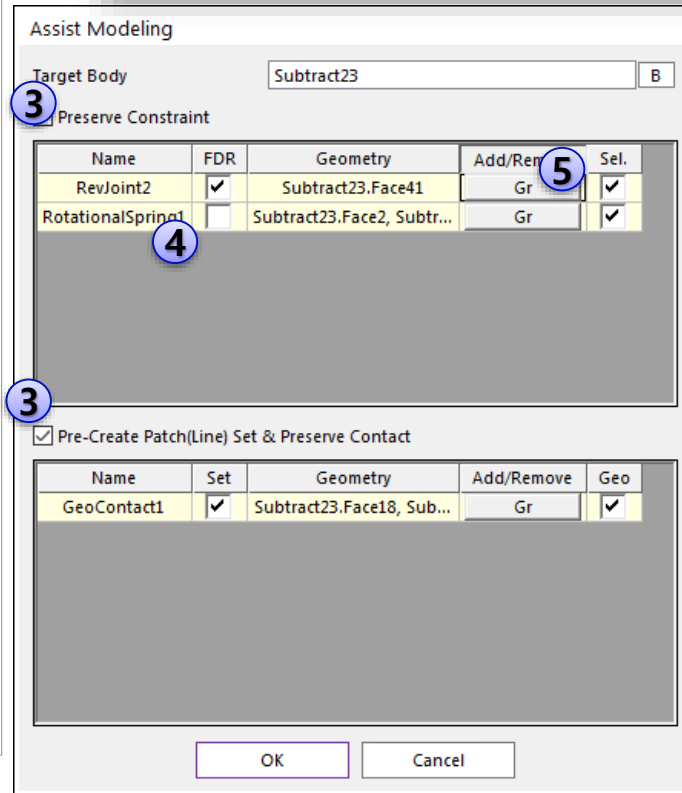 Assist Modeling
Target Body Subtract23 B
3
Preserve Constraint
Name FDR Geometry Sel.
5
RevJoint2 Subtract23.Face41 Gr
RotationalSpring1 Subtract23.Face2, Subtr... Gr
4
3
Pre-Create Patch(Line) Set & Preserve Contact
Name Set Geometry Add/Remove Geo
GeoContact1 Subtract23.Face18, Sub... Gr
OK Cancel